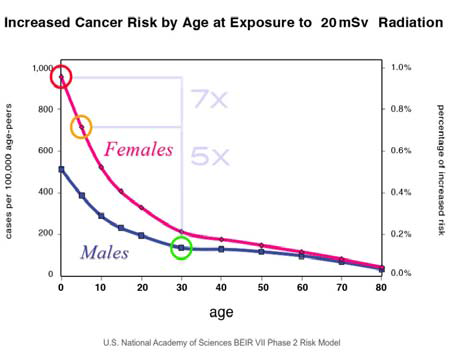 Increased Cancer Risk by Age at Exposure to 20 mSv Radiation
1,000
800
600
400
200
0
cases per 100,000 age-peers
7X
5X
Females
Males
1.0%
0.8%
0.6%
0.4%
0.2%
0.0%
percentage of increased risk
0 10 20 30 40 50 60 70 80
age
U.S. National Academy of Sciences BEIR VII Phase 2 Risk Model